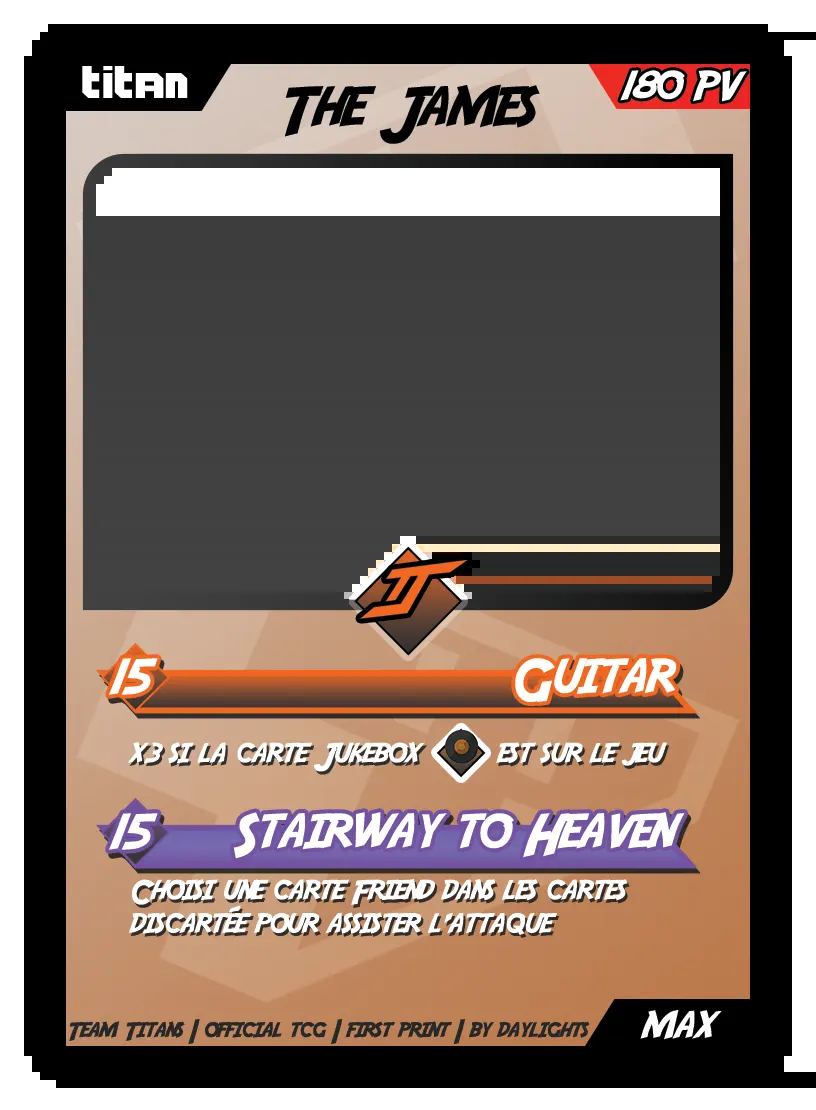 titan
The James
180 PV
JT
15
Guitar
x3 si la carte Jukebox est sur le jeu
15
Stairway to Heaven
Choisi une carte Friend dans les cartes
discartée pour assister l'attaque
Team Titans | official tcg | first print | by daylights
Max